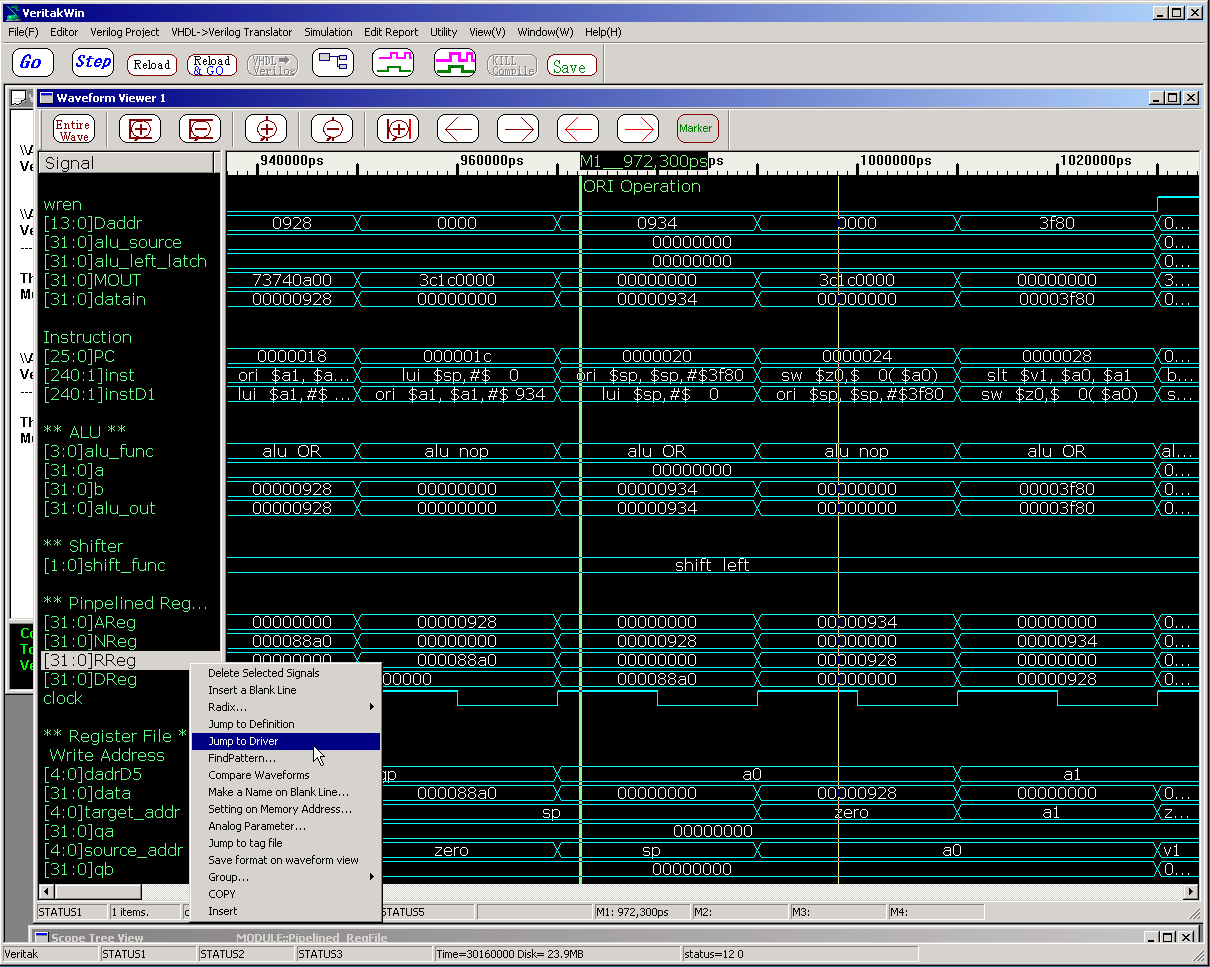 VeritakWin
File(F) Editor Verilog Project VHDL->Verilog Translator Simulation Edit Report Utility View(V) Window(W) Help(H)
Go Step Reload Reload & GO VHDL Verilog KILL Compile Save
Waveform Viewer 1
Entire Wave Marker
Signal 940000ps 960000ps M1__972,300ps ps 1000000ps 1020000ps
ORI Operation
wren
[13:0]Daddr 0928 0000 0934 0000 3f80 0...
[31:0]alu_source 00000000 0...
[31:0]alu_left_latch 00000000 0...
[31:0]MOUT 73740a00 3c1c0000 00000000 3c1c0000 00000000 3...
[31:0]datain 00000928 00000000 00000934 00000000 00003f80 0...
Instruction
[25:0]PC 0000018 000001c 0000020 0000024 0000028 0...
[240:1]inst ori $a1, $a... lui $sp,#$ 0 ori $sp, $sp,#$3f80 sw $z0,$ 0( $a0) slt $v1, $a0, $a1 b...
[240:1]instD1 lui $a1,#$ ... ori $a1, $a1,#$ 934 lui $sp,#$ 0 ori $sp, $sp,#$3f80 sw $z0,$ 0( $a0) s...
** ALU **
[3:0]alu_func alu OR alu nop alu OR alu nop alu OR al...
[31:0]a 00000000 0...
[31:0]b 00000928 00000000 00000934 00000000 00003f80 0...
[31:0]alu_out 00000928 00000000 00000934 00000000 00003f80 0...
** Shifter
[1:0]shift_func shift left
** Pinpelined Reg...
[31:0]AReg 00000000 00000928 00000000 00000934 00000000 0...
[31:0]NReg 000088a0 00000000 00000928 00000000 00000934 0...
[31:0]RReg 00000000 000088a0 00000000 00000928 00000000 0...
[31:0]DReg 00000 000088a0 00000000 00000928 0...
clock
** Register File *
Write Address
[4:0]dadrD5 gp a0 a1
[31:0]data 000088a0 00000000 00000928 00000000 0...
[4:0]target_addr sp zero a1 z...
[31:0]qa 00000000
[4:0]source_addr zero sp a0 v1
[31:0]qb 00000000 0...
Delete Selected Signals
Insert a Blank Line
Radix...
Jump to Definition
Jump to Driver
FindPattern...
Compare Waveforms
Make a Name on Blank Line...
Setting on Memory Address...
Analog Parameter...
Jump to tag file
Save format on waveform view
Group...
COPY
Insert
STATUS1 1 items. STATUS5 M1: 972,300ps M2: M3: M4:
Scope Tree View MODULE::Pipelined_RegFile
Veritak STATUS1 STATUS2 STATUS3 Time=30160000 Disk= 23.9MB status=12 0